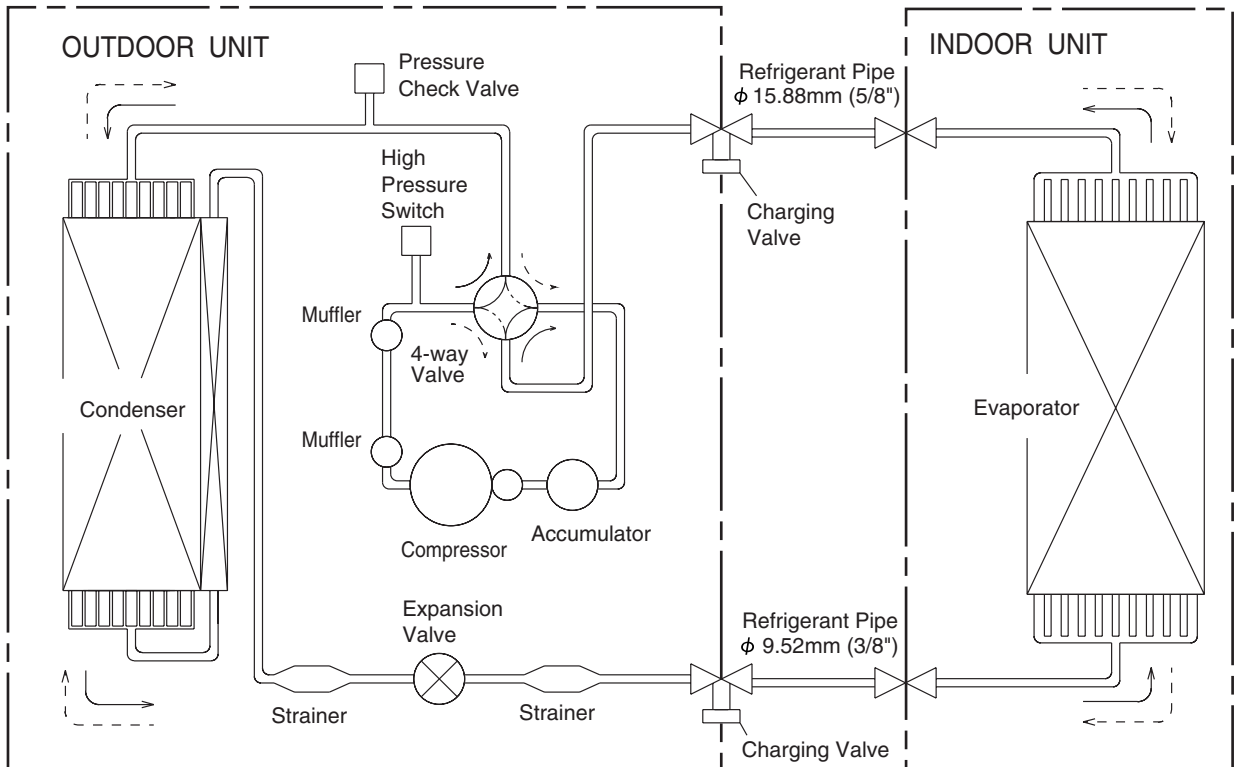 OUTDOOR UNIT
INDOOR UNIT
Pressure
Check Valve
Refrigerant Pipe
ϕ 15.88mm (5/8")
High
Pressure
Switch
Charging
Valve
Muffler
4-way
Valve
Condenser
Evaporator
Muffler
Compressor
Accumulator
Expansion
Valve
Refrigerant Pipe
ϕ 9.52mm (3/8")
Strainer
Strainer
Charging Valve